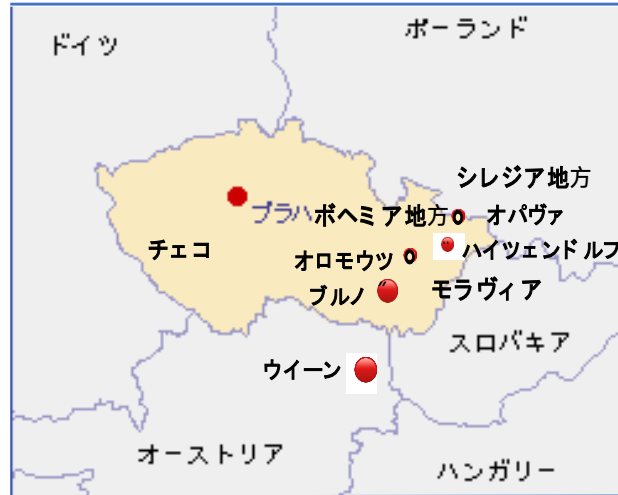 ポーランド
ドイツ
シレジア地方
プラハボヘミア地方 オパヴァ
チェコ
オロモウツ ハイツェンドルフ
ブルノ モラヴィア
スロバキア
ウイーン
オーストリア
ハンガリー